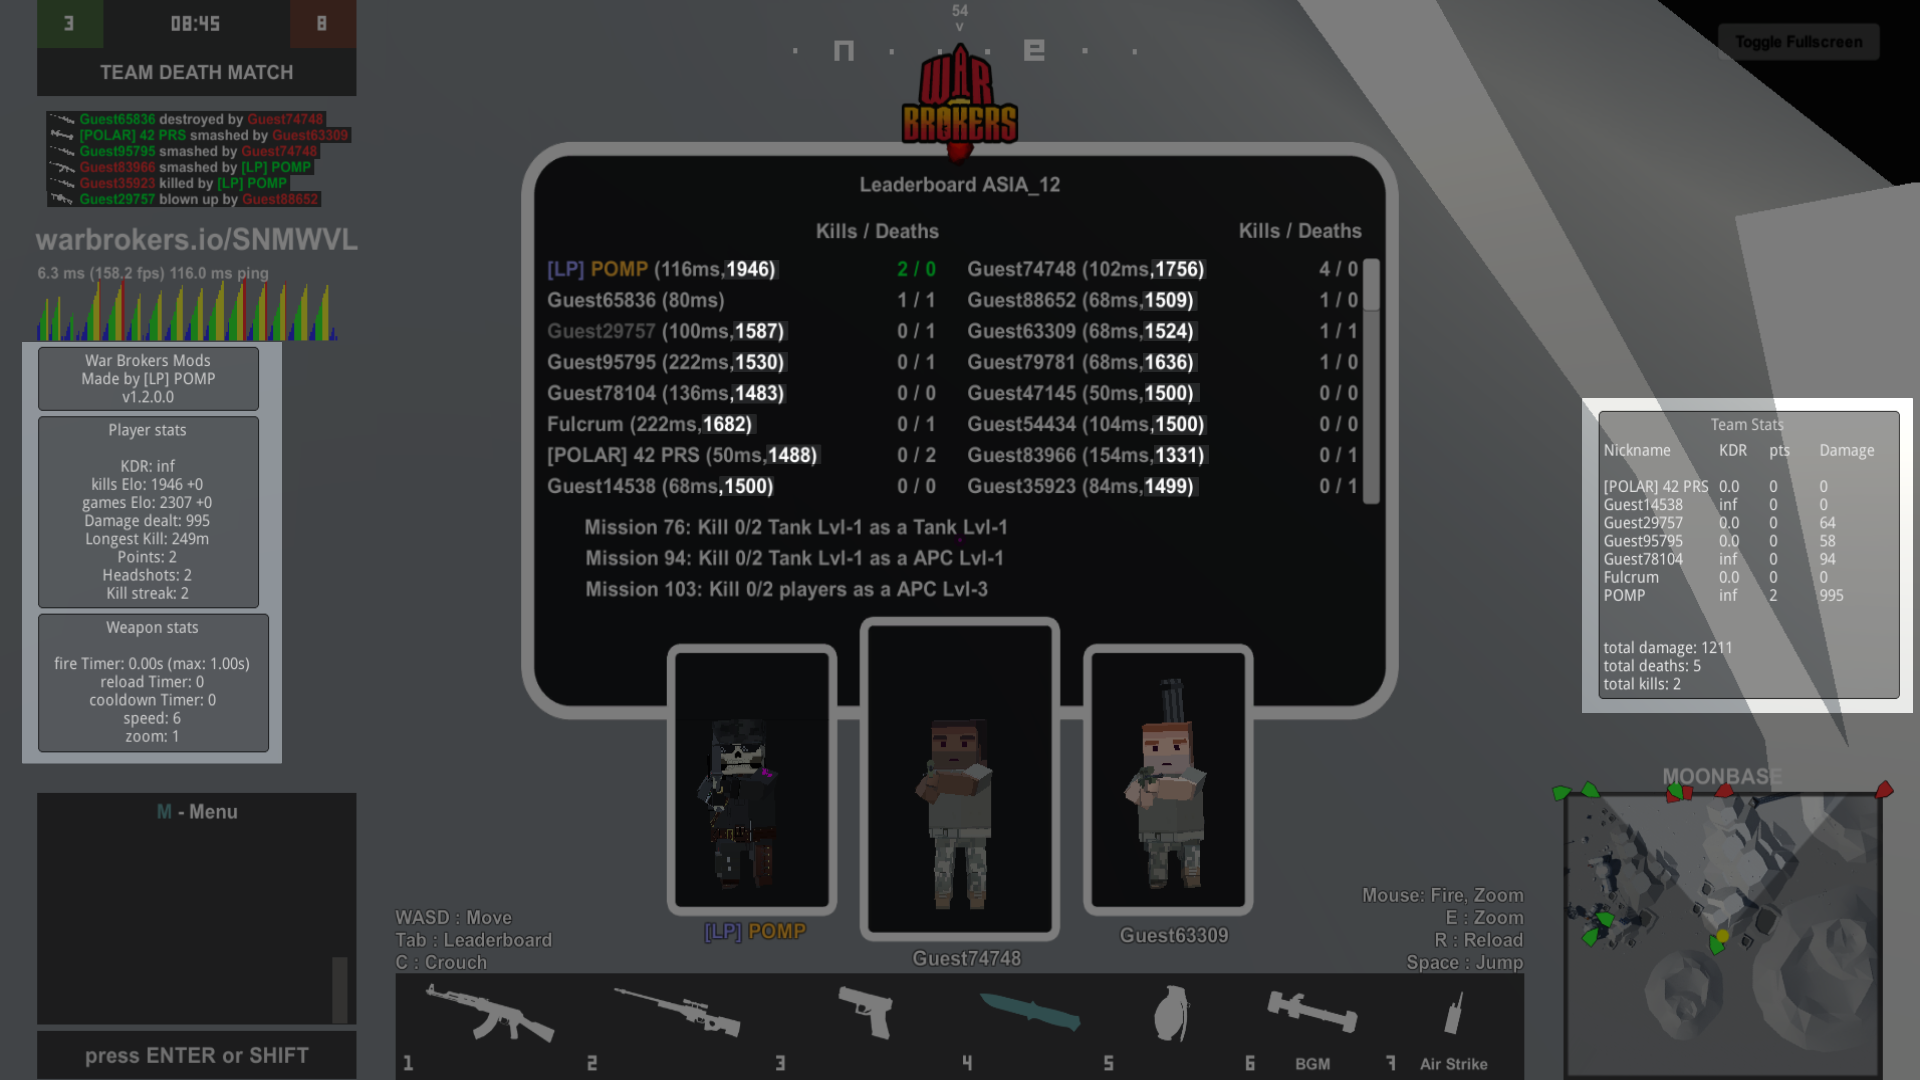 3 08:45 8
TEAM DEATH MATCH
Guest65836 destroyed by Guest74748
[POLAR] 42 PRS smashed by Guest63309
Guest95795 smashed by Guest74748
Guest83966 smashed by [LP] POMP
Guest35923 killed by [LP] POMP
Guest29757 blown up by Guest88652
warbrokers.io/SNMWVL
6.3 ms (158.2 fps) 116.0 ms ping
War Brokers Mods
Made by [LP] POMP
v1.2.0.0
Player stats
KDR: inf
kills Elo: 1946 +0
games Elo: 2307 +0
Damage dealt: 995
Longest Kill: 249m
Points: 2
Headshots: 2
Kill streak: 2
Weapon stats
fire Timer: 0.00s (max: 1.00s)
reload Timer: 0
cooldown Timer: 0
speed: 6
zoom: 1
M - Menu
press ENTER or SHIFT
54
v
n e
WAR
BROKERS
Leaderboard ASIA_12
Kills / Deaths Kills / Deaths
[LP] POMP (116ms,1946) 2 / 0 Guest74748 (102ms,1756) 4 / 0
Guest65836 (80ms) 1 / 1 Guest88652 (68ms,1509) 1 / 0
Guest29757 (100ms,1587) 0 / 1 Guest63309 (68ms,1524) 1 / 1
Guest95795 (222ms,1530) 0 / 1 Guest79781 (68ms,1636) 1 / 0
Guest78104 (136ms,1483) 0 / 0 Guest47145 (50ms,1500) 0 / 0
Fulcrum (222ms,1682) 0 / 1 Guest54434 (104ms,1500) 0 / 0
[POLAR] 42 PRS (50ms,1488) 0 / 2 Guest83966 (154ms,1331) 0 / 1
Guest14538 (68ms,1500) 0 / 0 Guest35923 (84ms,1499) 0 / 1
Mission 76: Kill 0/2 Tank Lvl-1 as a Tank Lvl-1
Mission 94: Kill 0/2 Tank Lvl-1 as a APC Lvl-1
Mission 103: Kill 0/2 players as a APC Lvl-3
[LP] POMP
Guest74748
Guest63309
WASD : Move
Tab : Leaderboard
C : Crouch
Mouse: Fire, Zoom
E : Zoom
R : Reload
Space : Jump
1 2 3 4 5 6 BGM 7 Air Strike
Toggle Fullscreen
Team Stats
Nickname KDR pts Damage
[POLAR] 42 PRS 0.0 0 0
Guest14538 inf 0 0
Guest29757 0.0 0 64
Guest95795 0.0 0 58
Guest78104 inf 0 94
Fulcrum 0.0 0 0
POMP inf 2 995
total damage: 1211
total deaths: 5
total kills: 2
MOONBASE